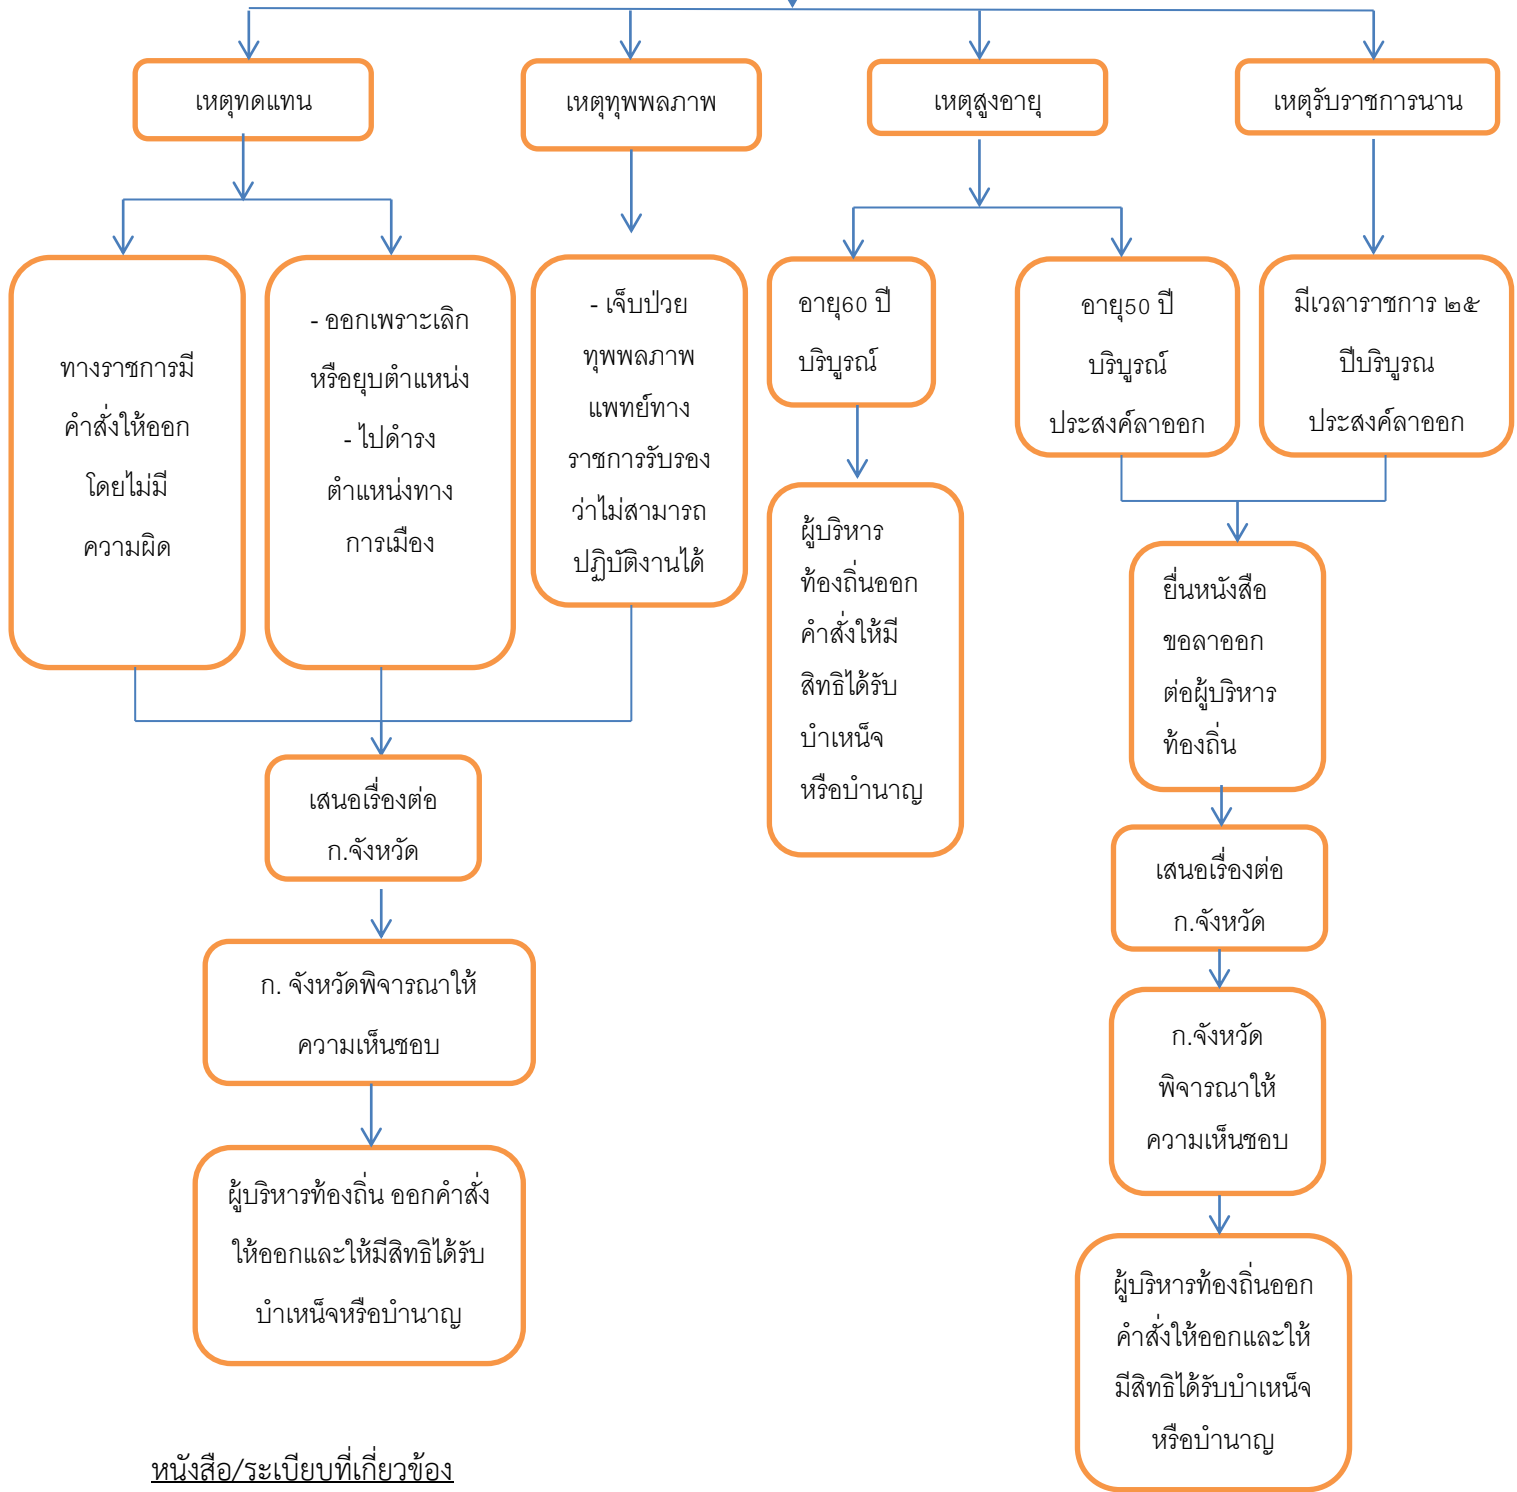 เหตุทดแทน
เหตุทุพพลภาพ
เหตุสูงอายุ
เหตุรับราชการนาน
ทางราชการมี
คำสั่งให้ออก
โดยไม่มี
ความผิด
- ออกเพราะเลิก
หรือยุบตำแหน่ง
- ไปดำรง
ตำแหน่งทาง
การเมือง
- เจ็บป่วย
ทุพพลภาพ
แพทย์ทาง
ราชการรับรอง
ว่าไม่สามารถ
ปฏิบัติงานได้
อายุ60 ปี
บริบูรณ์
อายุ50 ปี
บริบูรณ์
ประสงค์ลาออก
มีเวลาราชการ ๒๕
ปีบริบูรณ
ประสงค์ลาออก
ผู้บริหาร
ท้องถิ่นออก
คำสั่งให้มี
สิทธิได้รับ
บำเหน็จ
หรือบำนาญ
ยื่นหนังสือ
ขอลาออก
ต่อผู้บริหาร
ท้องถิ่น
เสนอเรื่องต่อ
ก.จังหวัด
เสนอเรื่องต่อ
ก.จังหวัด
ก. จังหวัดพิจารณาให้
ความเห็นชอบ
ก.จังหวัด
พิจารณาให้
ความเห็นชอบ
ผู้บริหารท้องถิ่น ออกคำสั่ง
ให้ออกและให้มีสิทธิได้รับ
บำเหน็จหรือบำนาญ
ผู้บริหารท้องถิ่นออก
คำสั่งให้ออกและให้
มีสิทธิได้รับบำเหน็จ
หรือบำนาญ
หนังสือ/ระเบียบที่เกี่ยวข้อง